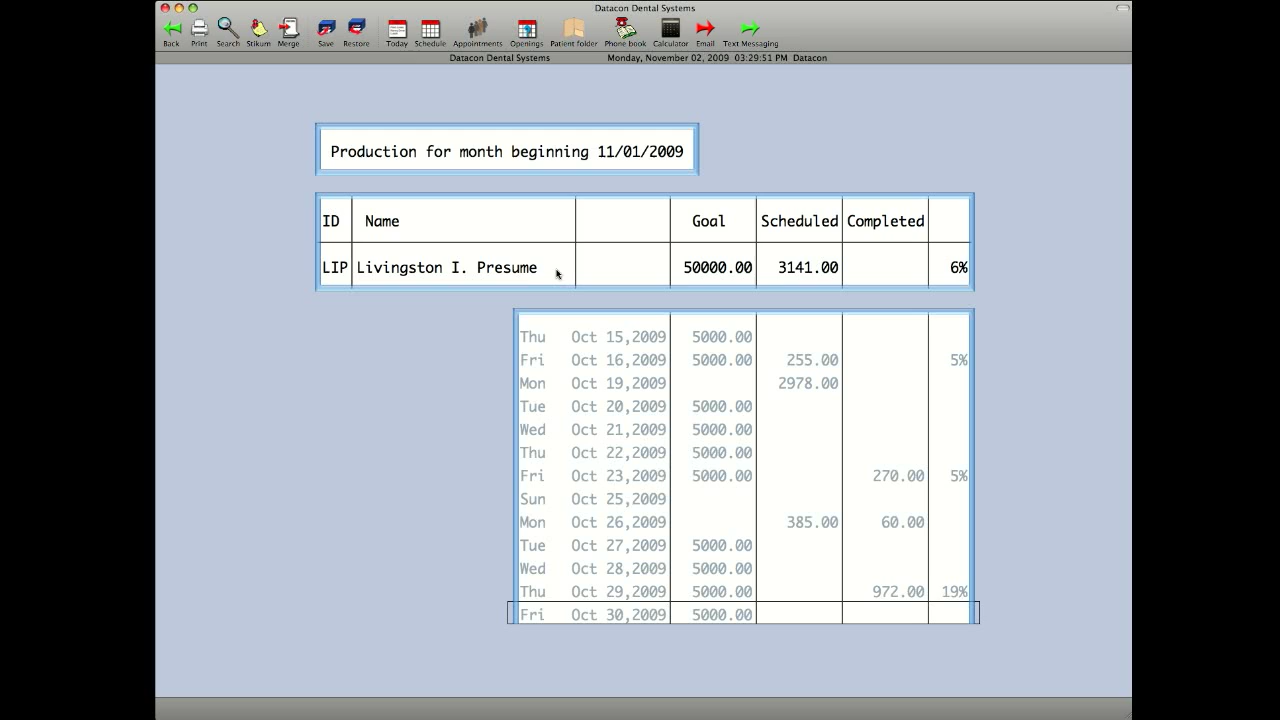 Datacon Dental Systems
Back Print Search Stikum Merge Save Restore Today Schedule Appointments Openings Patient folder Phone book Calculator Email Text Messaging
Datacon Dental Systems Monday, November 02, 2009 03:29:51 PM Datacon
Production for month beginning 11/01/2009
ID Name Goal Scheduled Completed
LIP Livingston I. Presume 50000.00 3141.00 6%
Thu Oct 15,2009 5000.00
Fri Oct 16,2009 5000.00 255.00 5%
Mon Oct 19,2009 2978.00
Tue Oct 20,2009 5000.00
Wed Oct 21,2009 5000.00
Thu Oct 22,2009 5000.00
Fri Oct 23,2009 5000.00 270.00 5%
Sun Oct 25,2009
Mon Oct 26,2009 385.00 60.00
Tue Oct 27,2009 5000.00
Wed Oct 28,2009 5000.00
Thu Oct 29,2009 5000.00 972.00 19%
Fri Oct 30,2009 5000.00